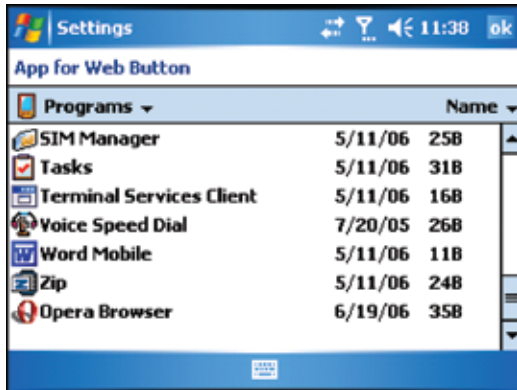 Settings 11:38 ok
App for Web Button
Programs Name
SIM Manager 5/11/06 25B
Tasks 5/11/06 31B
Terminal Services Client 5/11/06 16B
Voice Speed Dial 7/20/05 26B
Word Mobile 5/11/06 11B
Zip 5/11/06 24B
Opera Browser 6/19/06 35B